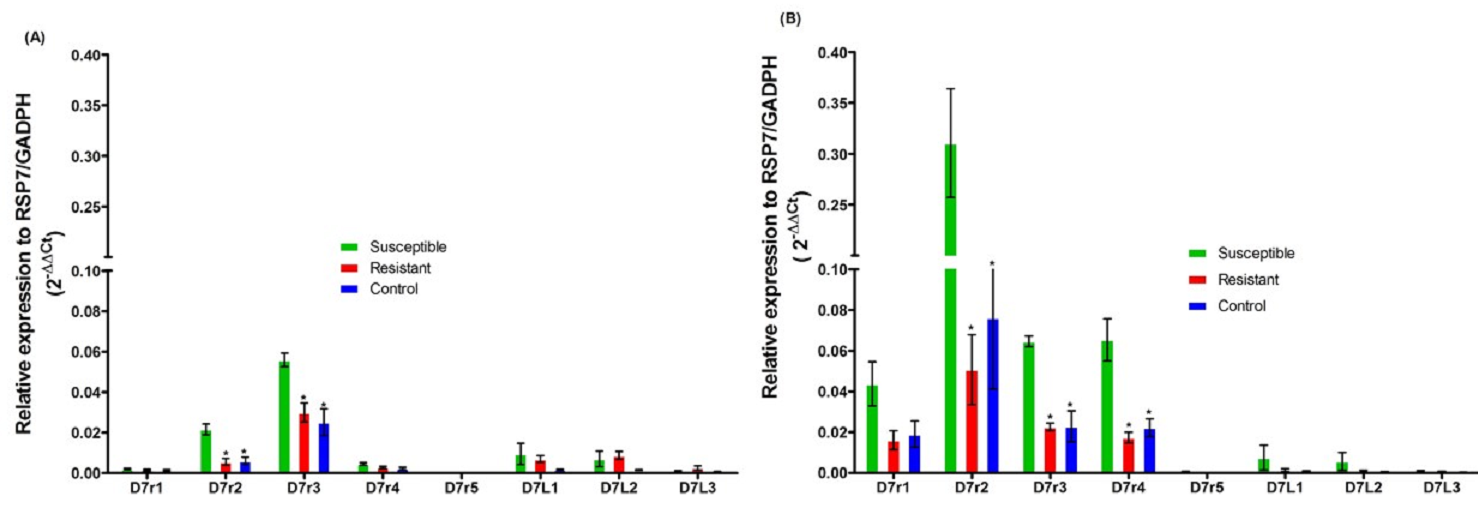 (A)
Relative expression to RSP7/GADPH
(2^-ΔΔCt)
0.40
0.35
0.30
0.25
0.10
0.08
0.06
0.04
0.02
0.00
Susceptible
Resistant
Control
* * * *
D7r1 D7r2 D7r3 D7r4 D7r5 D7L1 D7L2 D7L3
(B)
Relative expression to RSP7/GADPH
( 2^-ΔΔCt)
0.40
0.35
0.30
0.25
0.10
0.08
0.06
0.04
0.02
0.00
Susceptible
Resistant
Control
* * * * * *
D7r1 D7r2 D7r3 D7r4 D7r5 D7L1 D7L2 D7L3